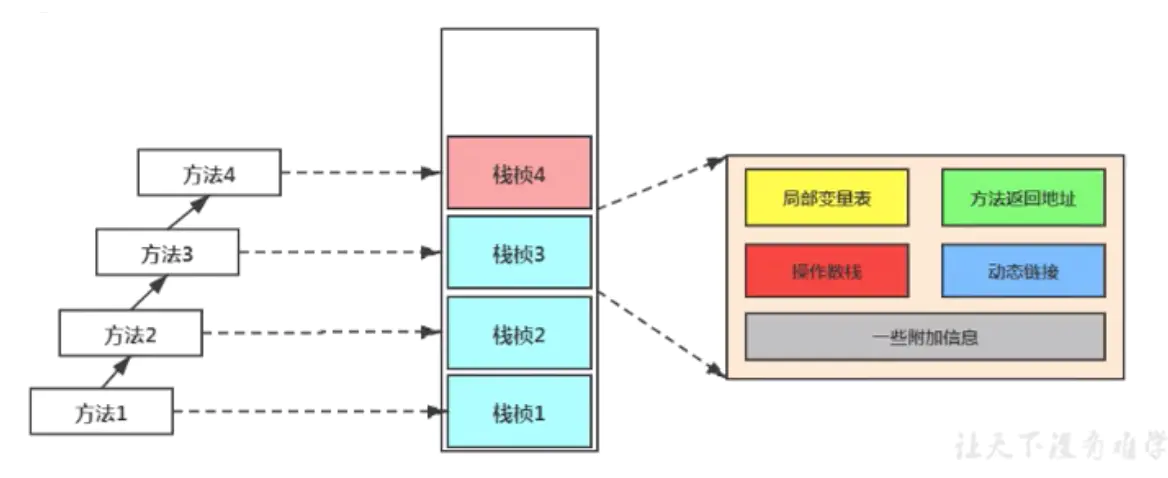 方法4
方法3
方法2
方法1
栈桢4
栈桢3
栈桢2
栈桢1
局部变量表
方法返回地址
操作数栈
动态链接
一些附加信息
让天下没有难学